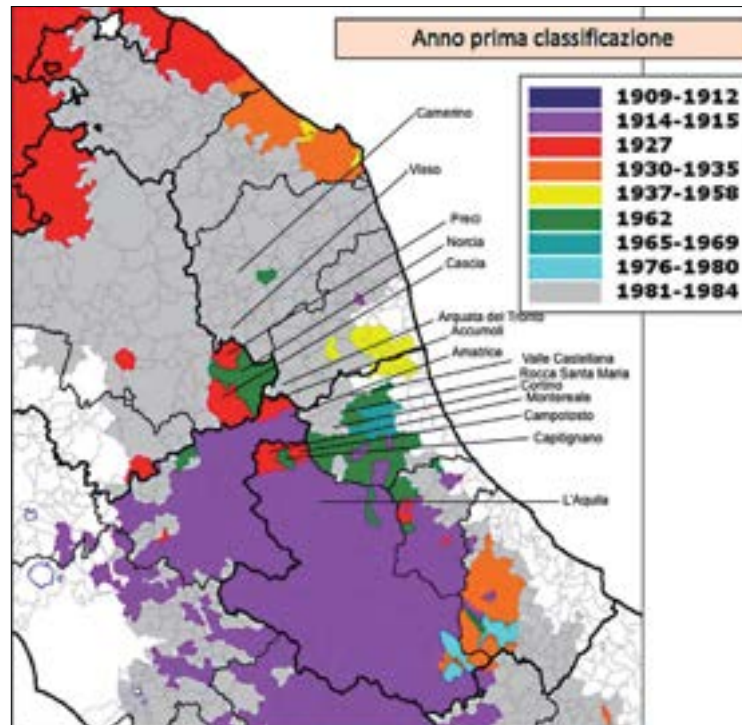 Anno prima classificazione
1909-1912
1914-1915
1927
1930-1935
1937-1958
1962
1965-1969
1976-1980
1981-1984
Camerino
Visso
Preci
Norcia
Cascia
Arquata del Tronto
Accumoli
Amatrice
Valle Castellana
Rocca Santa Maria
Cortino
Montereale
Campotosto
Capitignano
L'Aquila